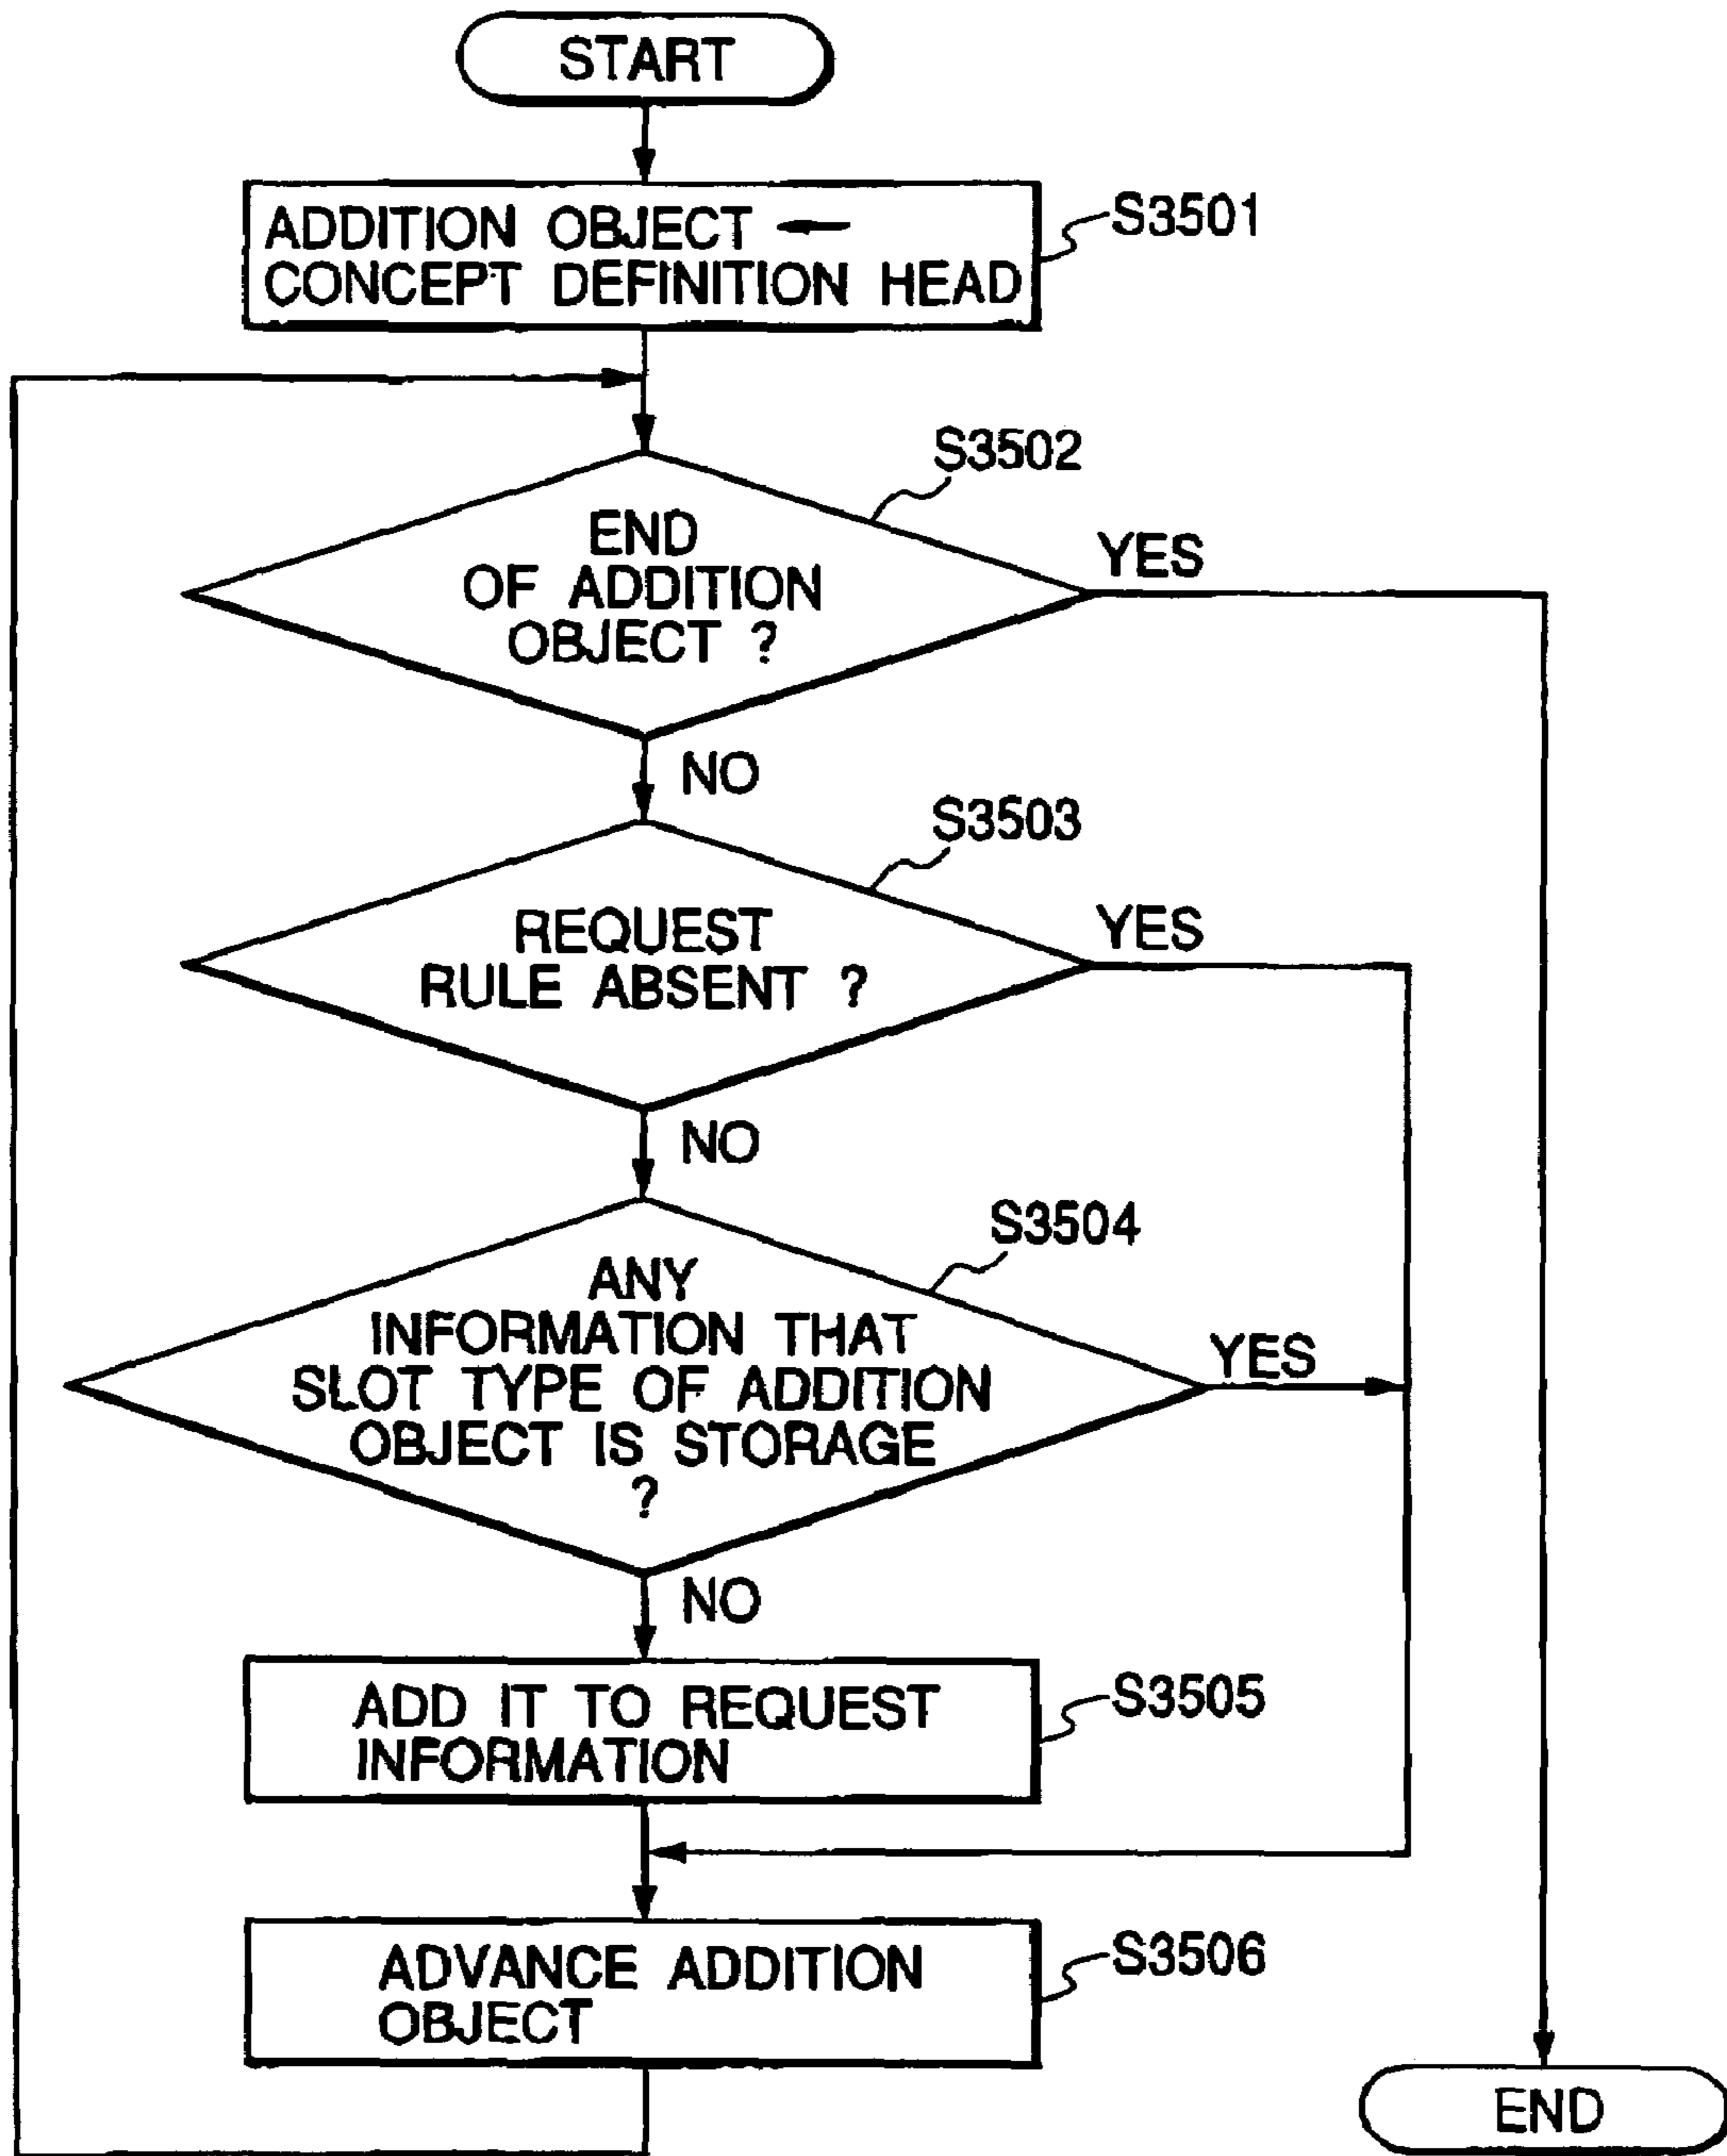 START
ADDITION OBJECT ←
CONCEPT DEFINITION HEAD
S3501
S3502
END
OF ADDITION
OBJECT ?
YES
NO
S3503
REQUEST
RULE ABSENT ?
YES
NO
S3504
ANY
INFORMATION THAT
SLOT TYPE OF ADDITION
OBJECT IS STORAGE
?
YES
NO
ADD IT TO REQUEST
INFORMATION
S3505
ADVANCE ADDITION
OBJECT
S3506
END